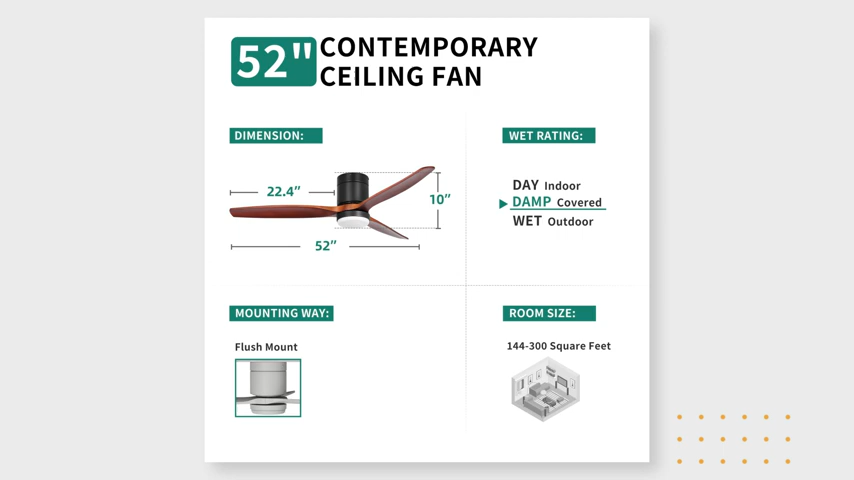 52"
CONTEMPORARY
CEILING FAN
DIMENSION:
22.4”
10”
52”
WET RATING:
DAY Indoor
DAMP Covered
WET Outdoor
MOUNTING WAY:
Flush Mount
ROOM SIZE:
144-300 Square Feet